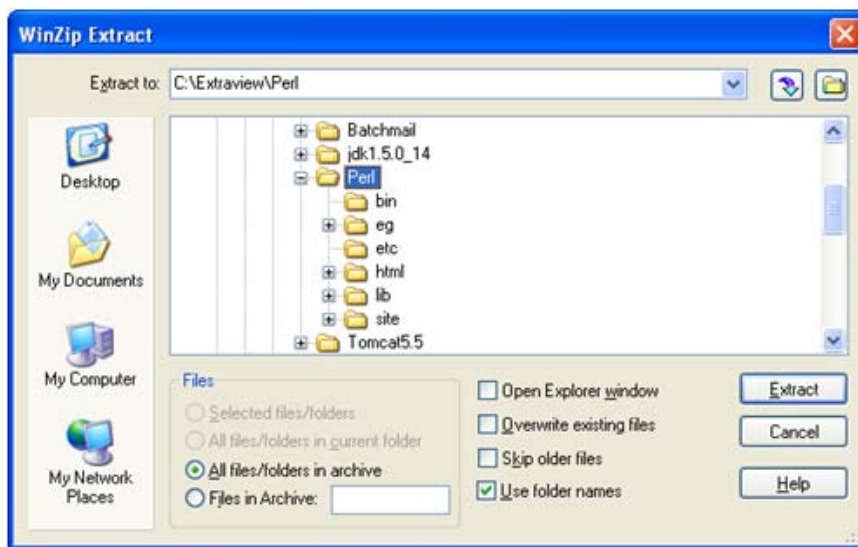 WinZip Extract
Extract to: C:\Extraview\Perl
Desktop
My Documents
My Computer
My Network
Places
Batchmail
jdk1.5.0_14
Perl
bin
eg
etc
html
lib
site
Tomcat5.5
Files
Selected files/folders
All files/folders in current folder
All files/folders in archive
Files in Archive:
Open Explorer window
Overwrite existing files
Skip older files
Use folder names
Extract
Cancel
Help